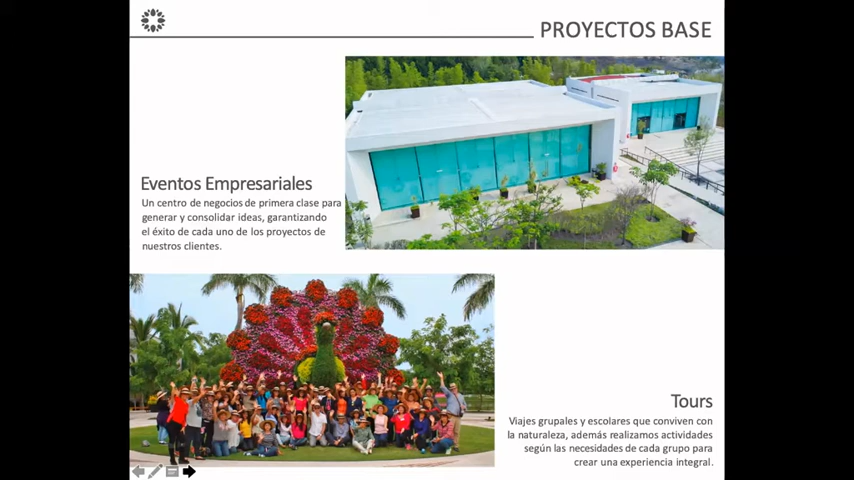 PROYECTOS BASE
Eventos Empresariales
Un centro de negocios de primera clase para
generar y consolidar ideas, garantizando
el éxito de cada uno de los proyectos de
nuestros clientes.
Tours
Viajes grupales y escolares que conviven con
la naturaleza, además realizamos actividades
según las necesidades de cada grupo para
crear una experiencia integral.